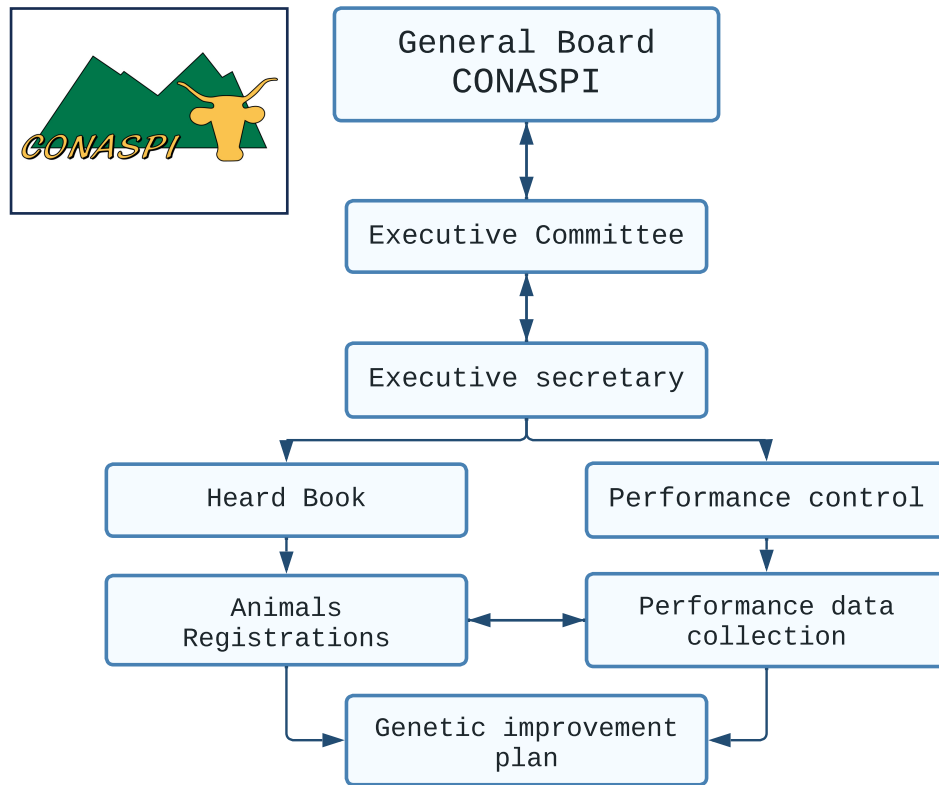 CONASPI
General Board
CONASPI
Executive Committee
Executive secretary
Heard Book
Performance control
Animals
Registrations
Performance data
collection
Genetic improvement
plan